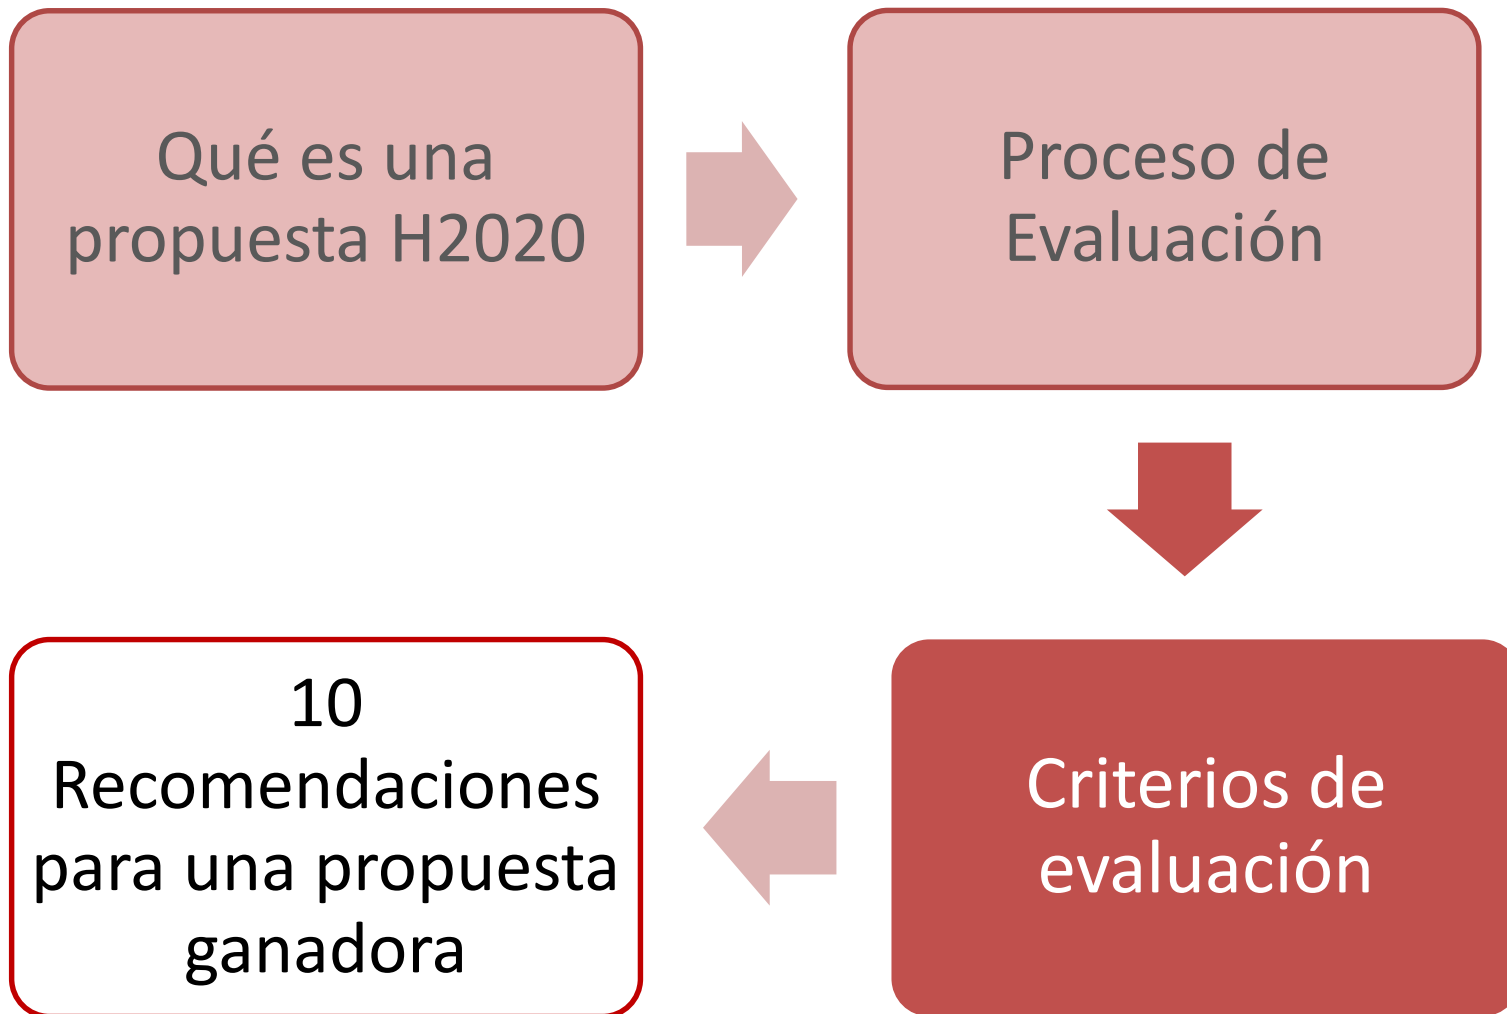 Qué es una
propuesta H2020
Proceso de
Evaluación
Criterios de
evaluación
10
Recomendaciones
para una propuesta
ganadora